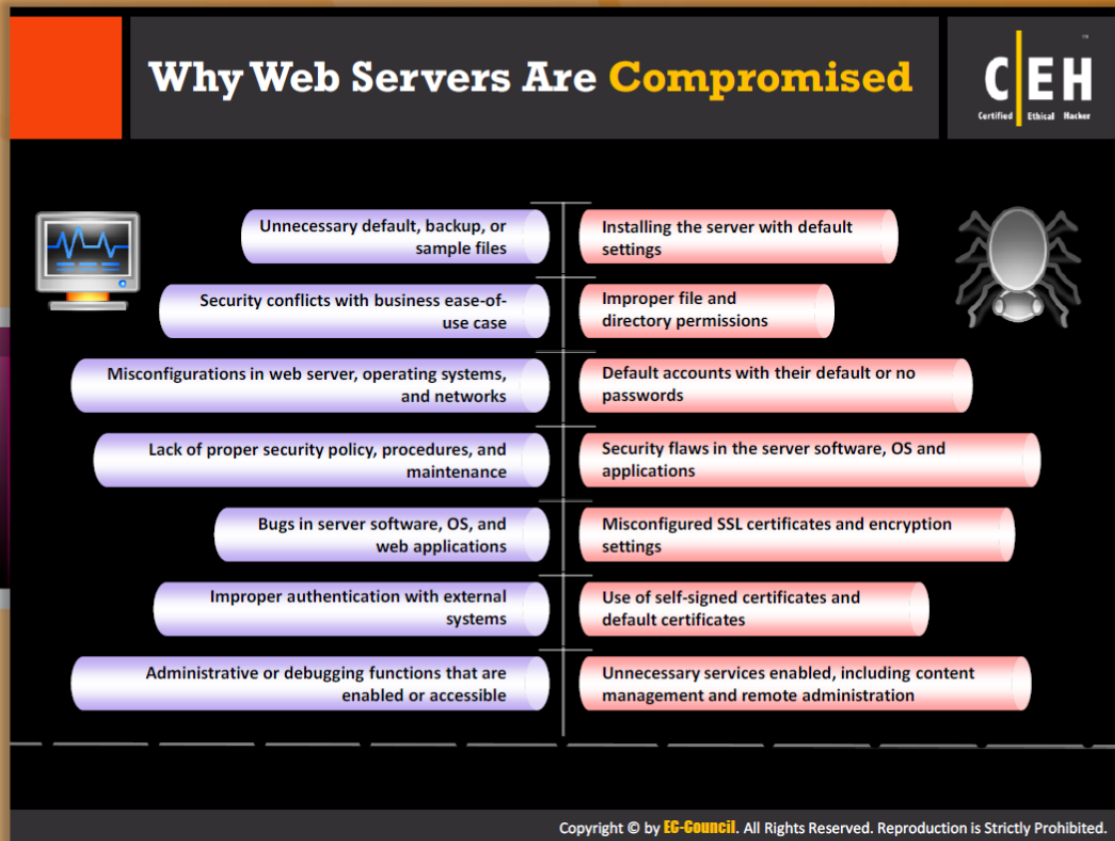 Why Web Servers Are Compromised
C|EH
TM
Certified Ethical Hacker
Unnecessary default, backup, or
sample files
Installing the server with default
settings
Security conflicts with business ease-of-
use case
Improper file and
directory permissions
Misconfigurations in web server, operating systems,
and networks
Default accounts with their default or no
passwords
Lack of proper security policy, procedures, and
maintenance
Security flaws in the server software, OS and
applications
Bugs in server software, OS, and
web applications
Misconfigured SSL certificates and encryption
settings
Improper authentication with external
systems
Use of self-signed certificates and
default certificates
Administrative or debugging functions that are
enabled or accessible
Unnecessary services enabled, including content
management and remote administration
Copyright © by EC-Council. All Rights Reserved. Reproduction is Strictly Prohibited.